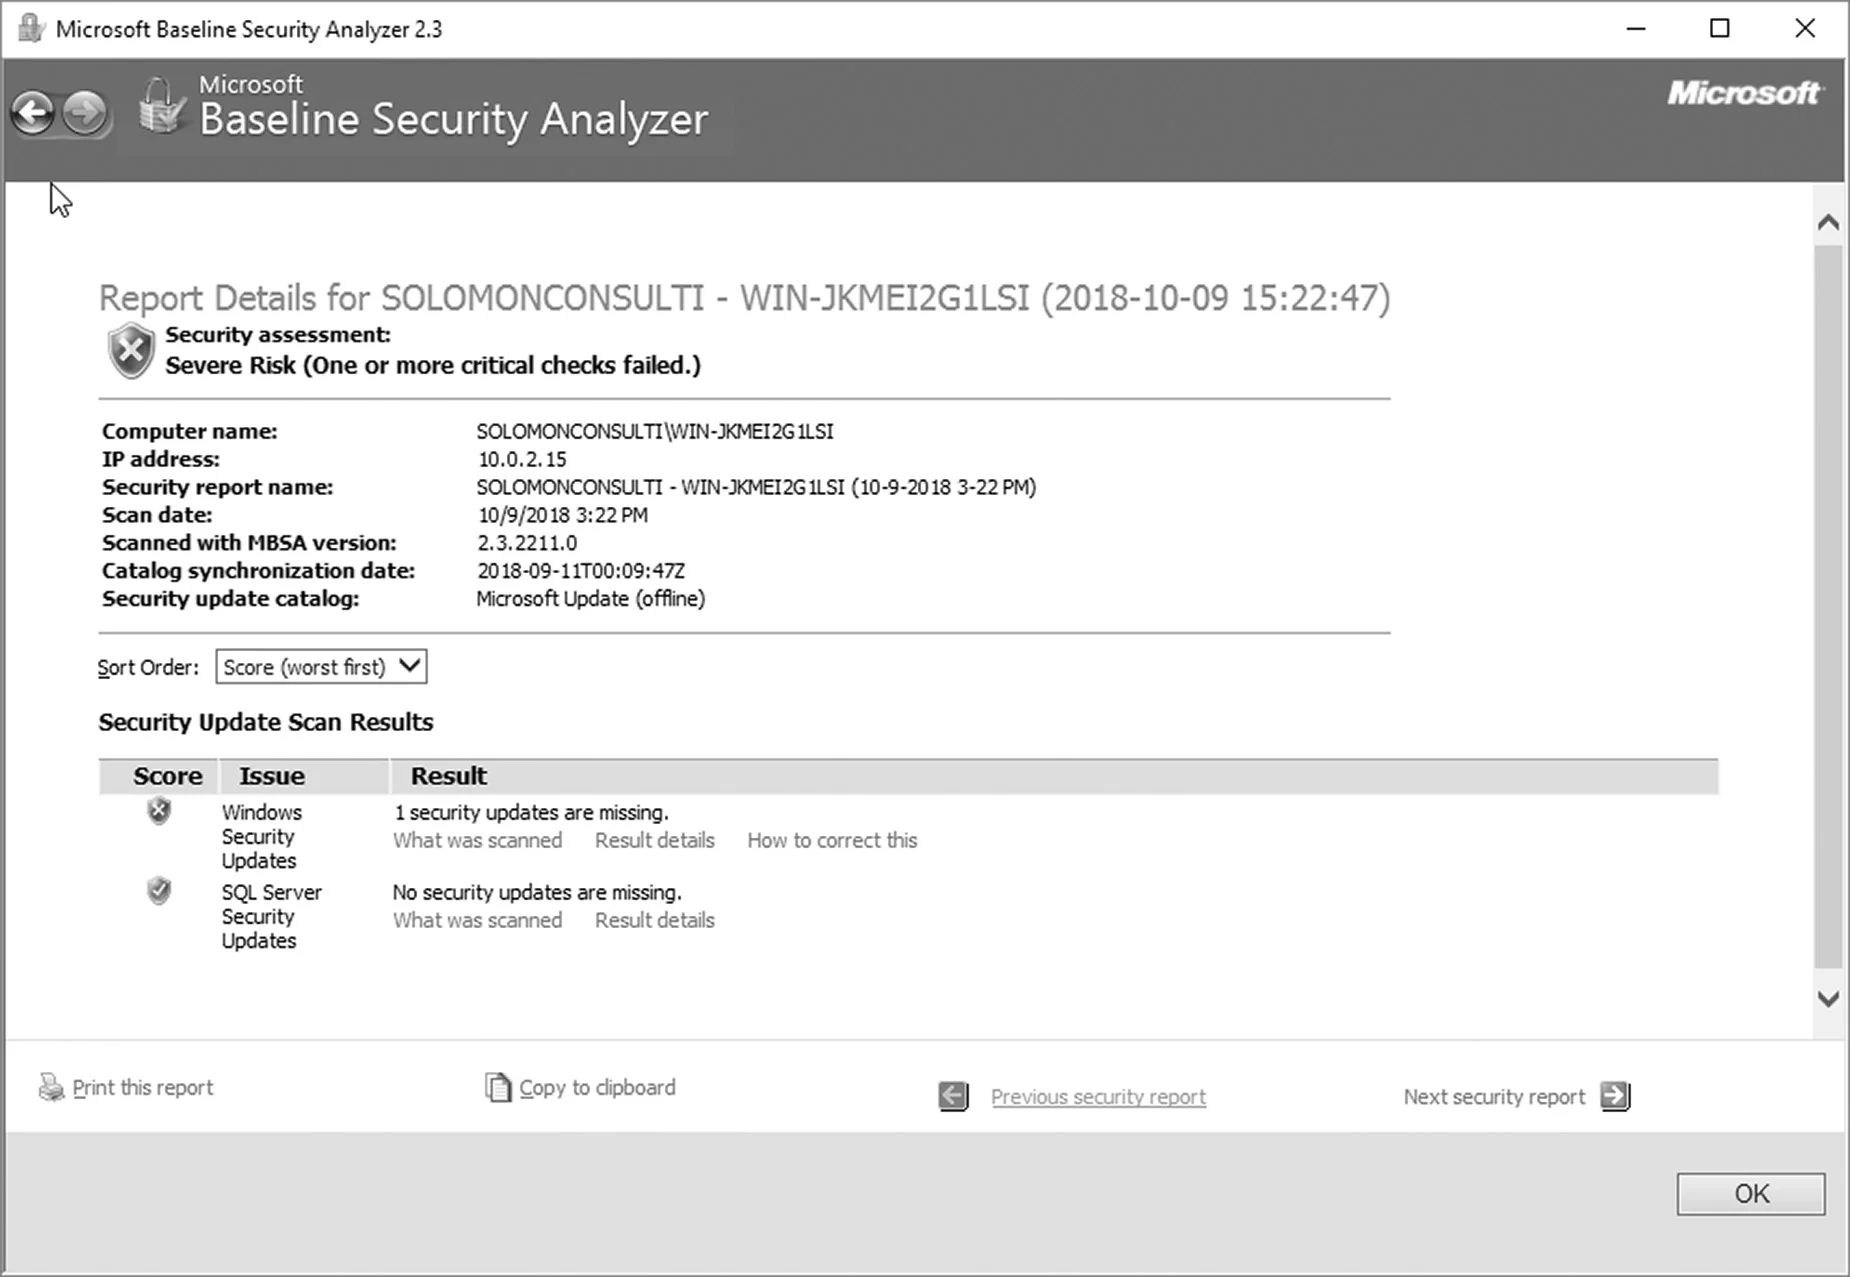 Microsoft Baseline Security Analyzer 2.3
Microsoft
Baseline Security Analyzer
Microsoft
Report Details for SOLOMONCONSULTI - WIN-JKMEI2G1LSI (2018-10-09 15:22:47)
Security assessment:
Severe Risk (One or more critical checks failed.)
Computer name: SOLOMONCONSULTI\WIN-JKMEI2G1LSI
IP address: 10.0.2.15
Security report name: SOLOMONCONSULTI - WIN-JKMEI2G1LSI (10-9-2018 3-22 PM)
Scan date: 10/9/2018 3:22 PM
Scanned with MBSA version: 2.3.2211.0
Catalog synchronization date: 2018-09-11T00:09:47Z
Security update catalog: Microsoft Update (offline)
Sort Order: Score (worst first)
Security Update Scan Results
Score Issue Result
Windows Security Updates
1 security updates are missing.
What was scanned Result details How to correct this
SQL Server Security Updates
No security updates are missing.
What was scanned Result details
Print this report Copy to clipboard Previous security report Next security report
OK